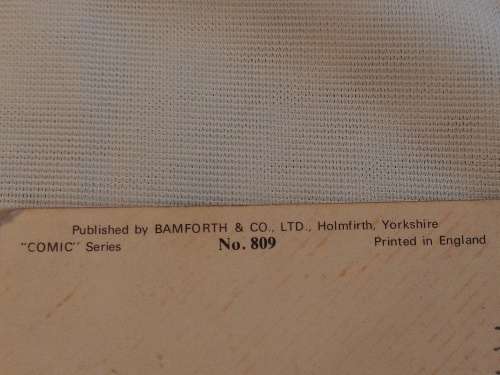 Published by BAMFORTH & CO., LTD., Holmfirth, Yorkshire
"COMIC" Series No. 809 Printed in England